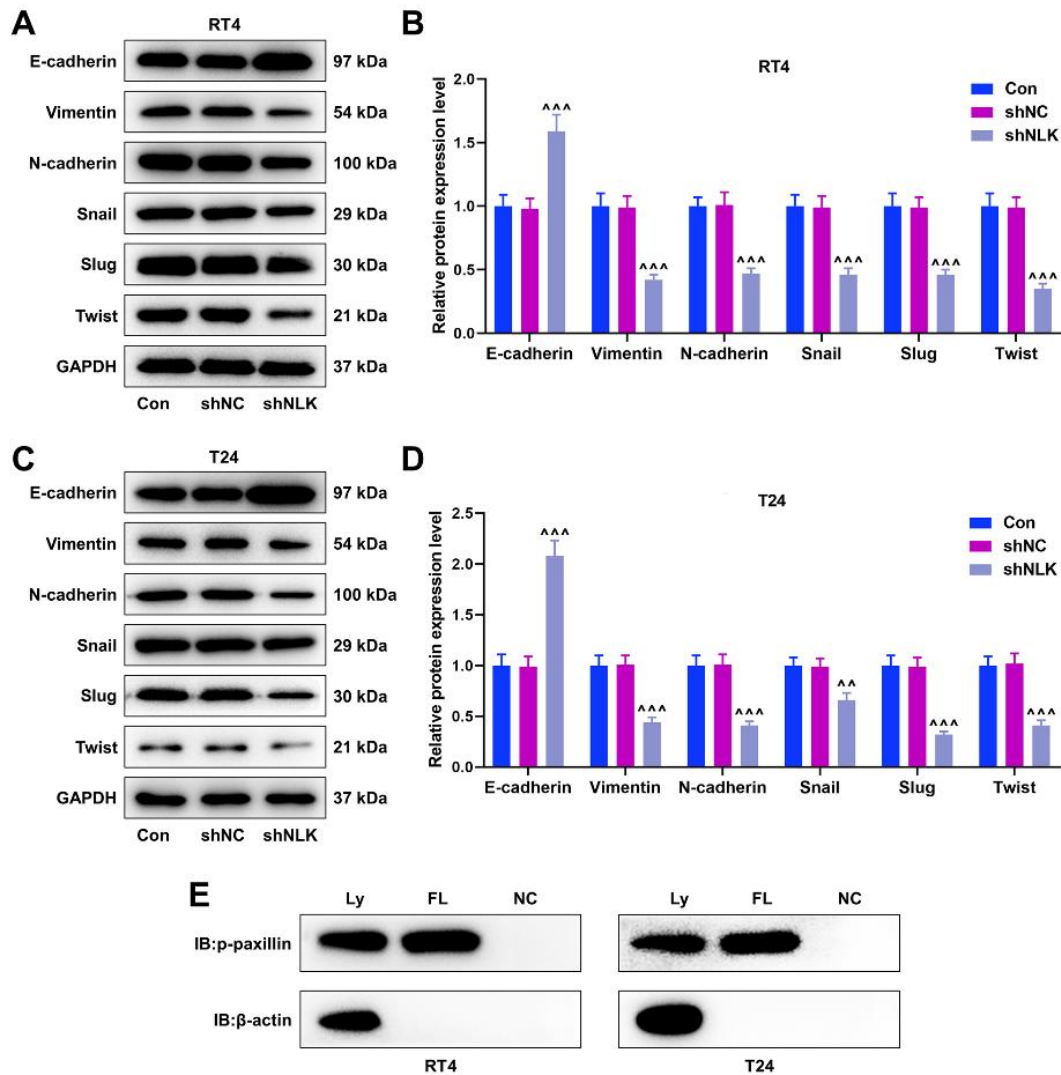 A
RT4
E-cadherin 97 kDa
Vimentin 54 kDa
N-cadherin 100 kDa
Snail 29 kDa
Slug 30 kDa
Twist 21 kDa
GAPDH 37 kDa
Con shNC shNLK
B
RT4
Relative protein expression level
2.0
1.5
1.0
0.5
0.0
^^^ ^^^ ^^^ ^^^ ^^^ ^^^
E-cadherin Vimentin N-cadherin Snail Slug Twist
Con
shNC
shNLK
C
T24
E-cadherin 97 kDa
Vimentin 54 kDa
N-cadherin 100 kDa
Snail 29 kDa
Slug 30 kDa
Twist 21 kDa
GAPDH 37 kDa
Con shNC shNLK
D
T24
Relative protein expression level
2.5
2.0
1.5
1.0
0.5
0.0
^^^ ^^^ ^^^ ^^ ^^^ ^^^
E-cadherin Vimentin N-cadherin Snail Slug Twist
Con
shNC
shNLK
E
Ly FL NC Ly FL NC
IB:p-paxillin
IB:β-actin
RT4 T24